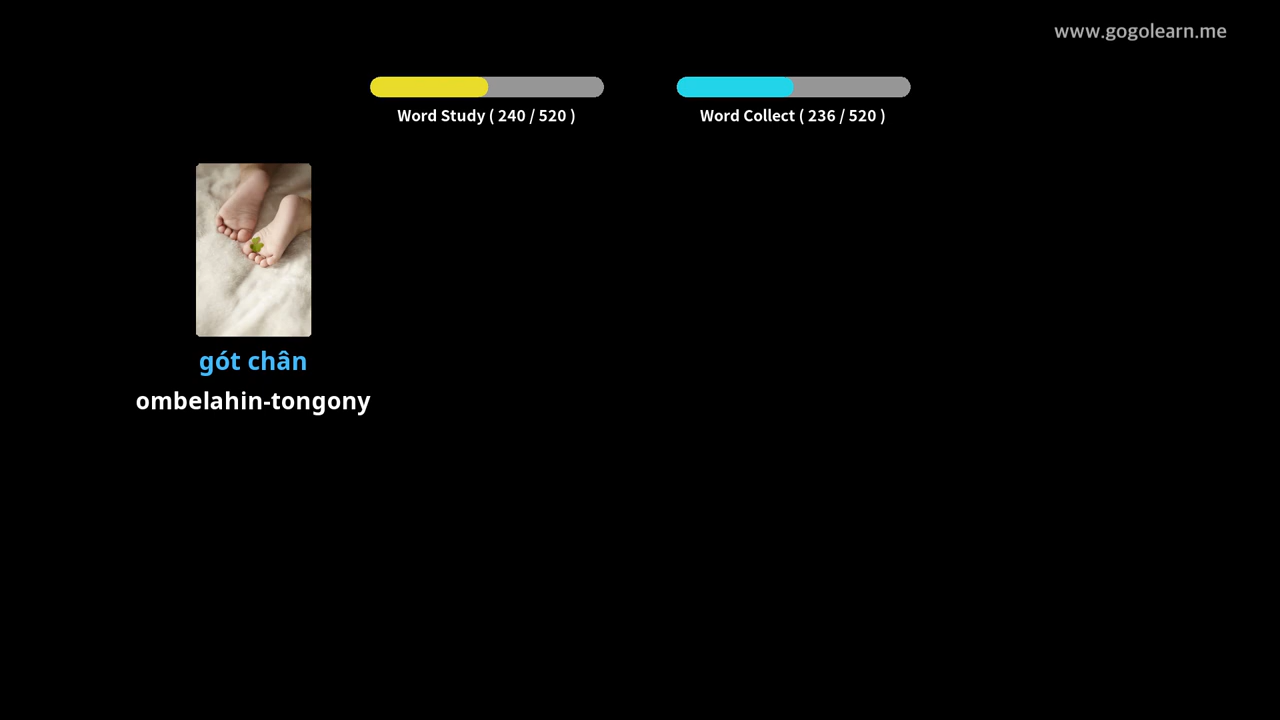 www.gogolearn.me
Word Study ( 240 / 520 )
Word Collect ( 236 / 520 )
gót chân
ombelahin-tongony